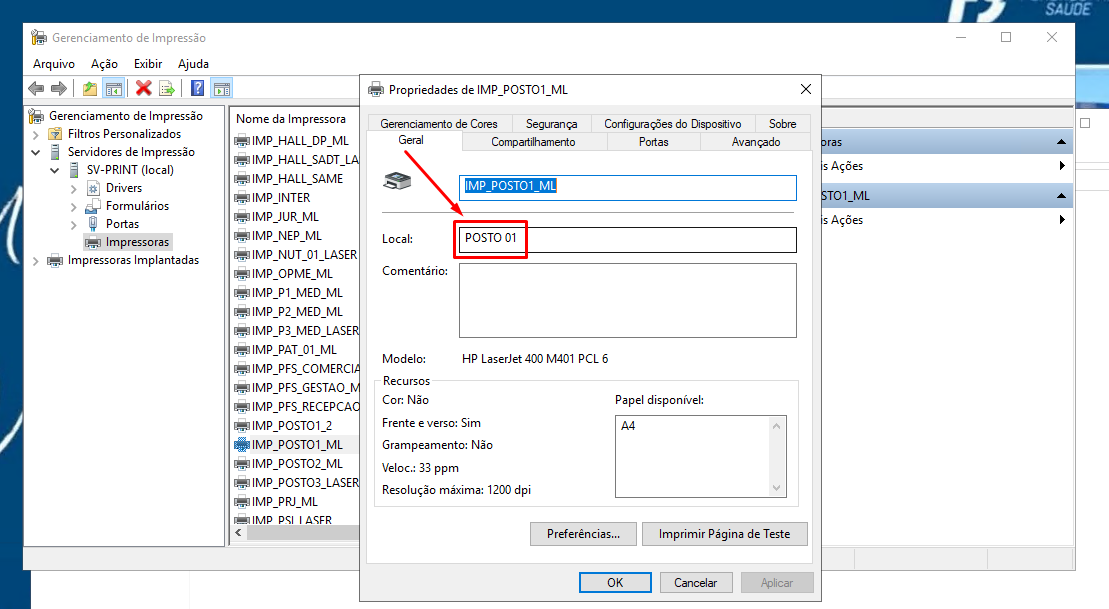 SAÚDE
Gerenciamento de Impressão
Arquivo Ação Exibir Ajuda
Gerenciamento de Impressão
Filtros Personalizados
Servidores de Impressão
SV-PRINT (local)
Drivers
Formulários
Portas
Impressoras
Impressoras Implantadas
Nome da Impressora
IMP_HALL_DP_ML
IMP_HALL_SADT_LA
IMP_HALL_SAME
IMP_INTER
IMP_JUR_ML
IMP_NEP_ML
IMP_NUT_01_LASER
IMP_OPME_ML
IMP_P1_MED_ML
IMP_P2_MED_ML
IMP_P3_MED_LASER
IMP_PAT_01_ML
IMP_PFS_COMERCIA
IMP_PFS_GESTAO_M
IMP_PFS_RECEPCAO
IMP_POSTO1_2
IMP_POSTO1_ML
IMP_POSTO2_ML
IMP_POSTO3_LASER
IMP_PRJ_ML
IMP_PSI_LASER
Propriedades de IMP_POSTO1_ML
Gerenciamento de Cores Segurança Configurações do Dispositivo Sobre
Geral Compartilhamento Portas Avançado
IMP_POSTO1_ML
Local: POSTO 01
Comentário:
Modelo: HP LaserJet 400 M401 PCL 6
Recursos
Cor: Não
Frente e verso: Sim
Grampeamento: Não
Veloc.: 33 ppm
Resolução máxima: 1200 dpi
Papel disponível:
A4
Preferências... Imprimir Página de Teste
OK Cancelar Aplicar
oras
is Ações
STO1_ML
is Ações